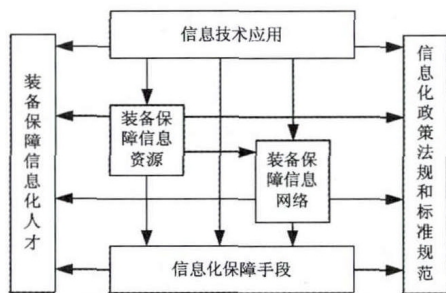 信息技术应用
装备保障信息化人才
装备保
障信息
资源
装备保
障信息
网络
信息化政策法规和标准规范
信息化保障手段